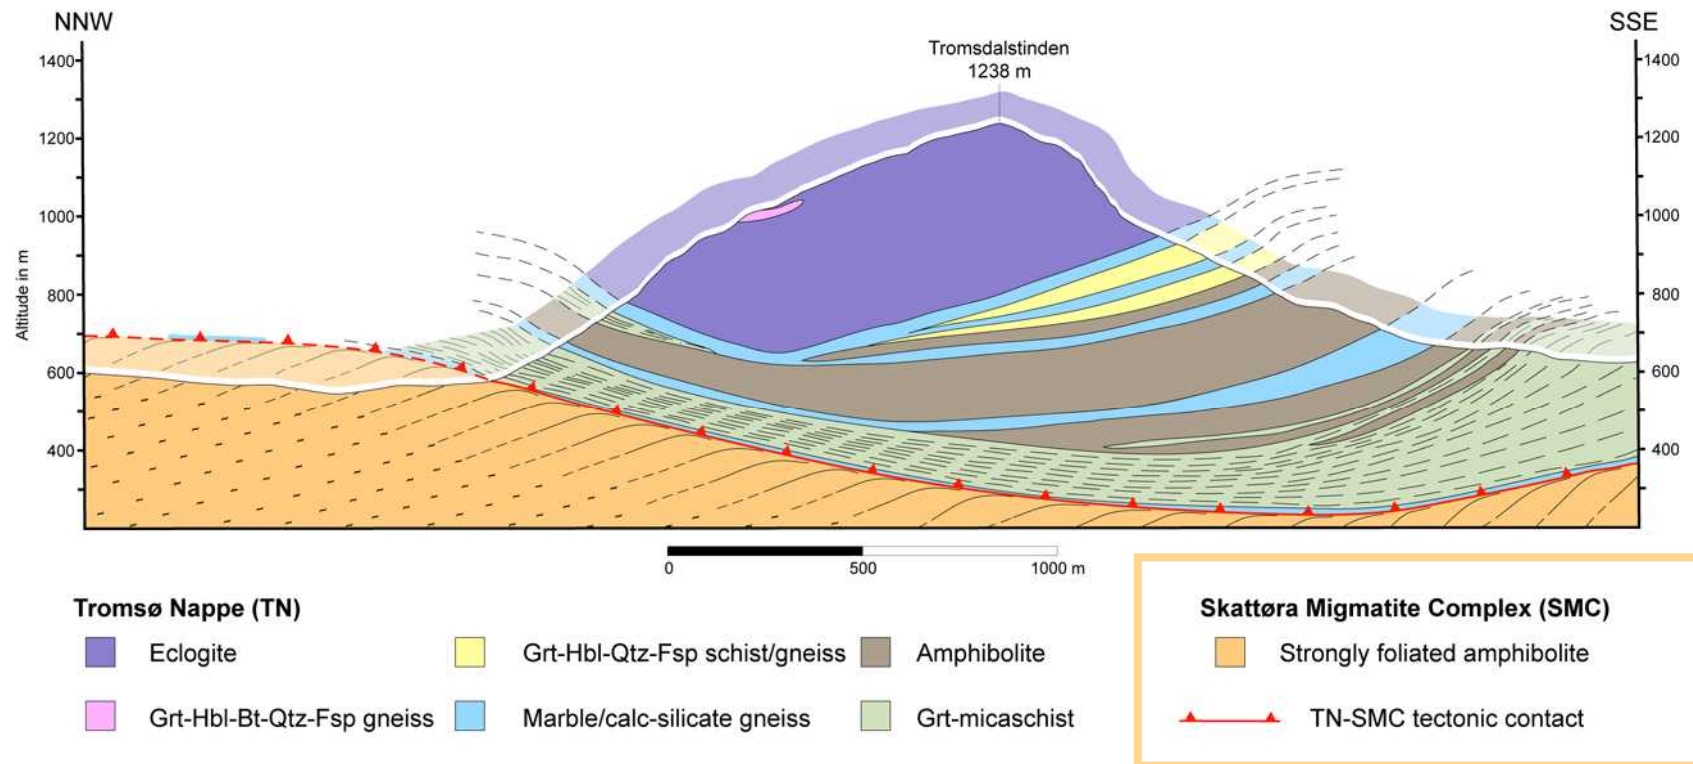 NNW
SSE
Tromsdalstinden
1238 m
1400
1200
1000
800
600
400
Altitude in m
1400
1200
1000
800
600
400
0
500
1000 m
Tromsø Nappe (TN)
Eclogite
Grt-Hbl-Qtz-Fsp schist/gneiss
Amphibolite
Grt-Hbl-Bt-Qtz-Fsp gneiss
Marble/calc-silicate gneiss
Grt-micaschist
Skattøra Migmatite Complex (SMC)
Strongly foliated amphibolite
TN-SMC tectonic contact